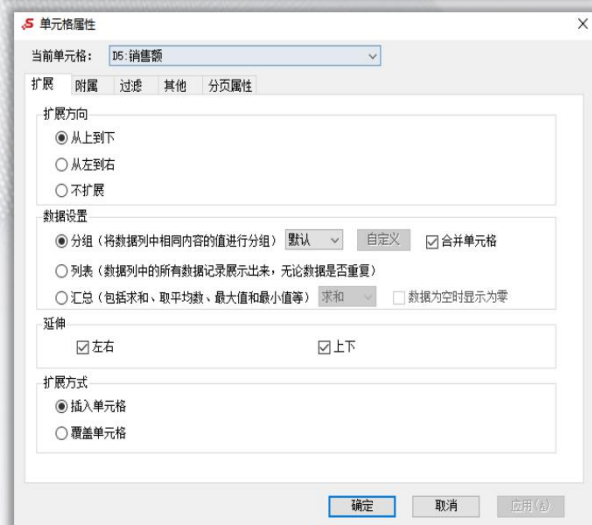 单元格属性
当前单元格： D5:销售额
扩展 附属 过滤 其他 分页属性
扩展方向
从上到下
从左到右
不扩展
数据设置
分组（将数据列中相同内容的值进行分组） 默认 自定义 合并单元格
列表（数据列中的所有数据记录展示出来，无论数据是否重复）
汇总（包括求和、取平均数、最大值和最小值等） 求和 数据为空时显示为零
延伸
左右 上下
扩展方式
插入单元格
覆盖单元格
确定 取消 应用(A)